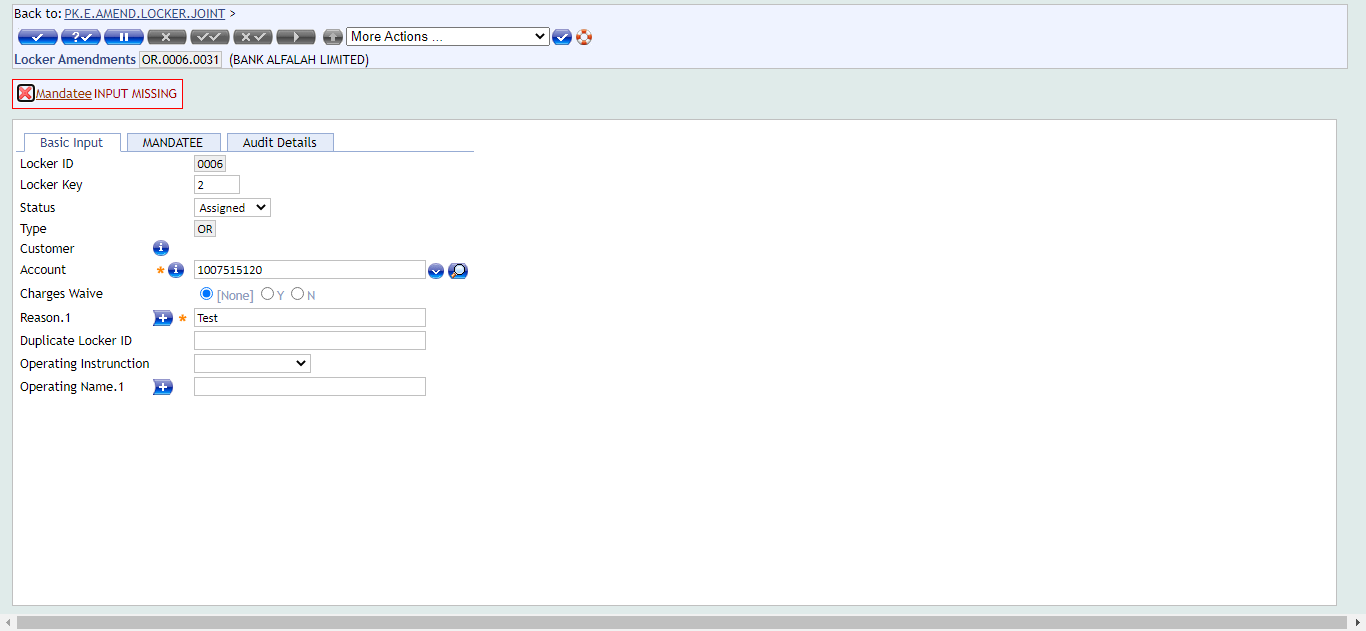 Back to: PK.E.AMEND.LOCKER.JOINT >
More Actions ...
Locker Amendments OR.0006.0031 (BANK ALFALAH LIMITED)
Mandatee INPUT MISSING
Basic Input MANDATEE Audit Details
Locker ID 0006
Locker Key 2
Status Assigned
Type OR
Customer
Account * 1007515120
Charges Waive [None] Y N
Reason.1 * Test
Duplicate Locker ID
Operating Instrunction
Operating Name.1